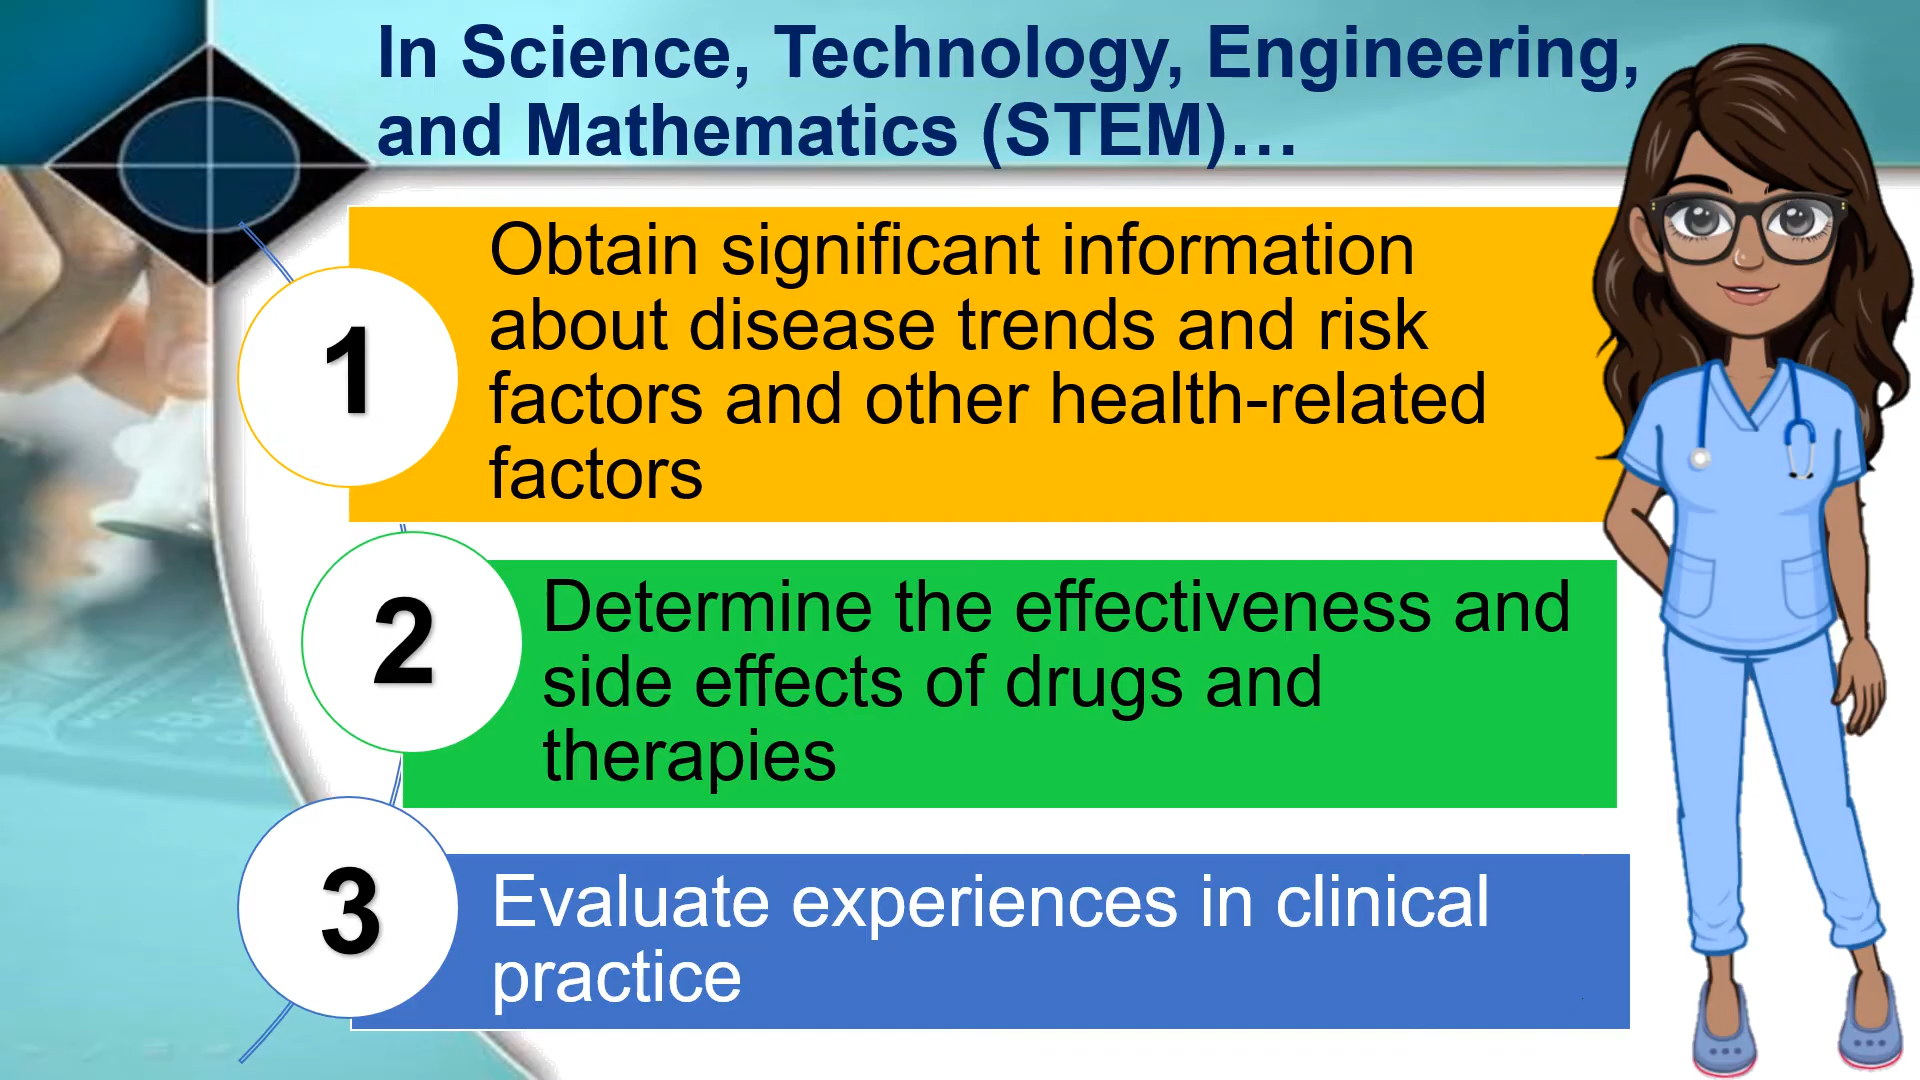 In Science, Technology, Engineering,
and Mathematics (STEM)…
1
Obtain significant information
about disease trends and risk
factors and other health-related
factors
2
Determine the effectiveness and
side effects of drugs and
therapies
3
Evaluate experiences in clinical
practice